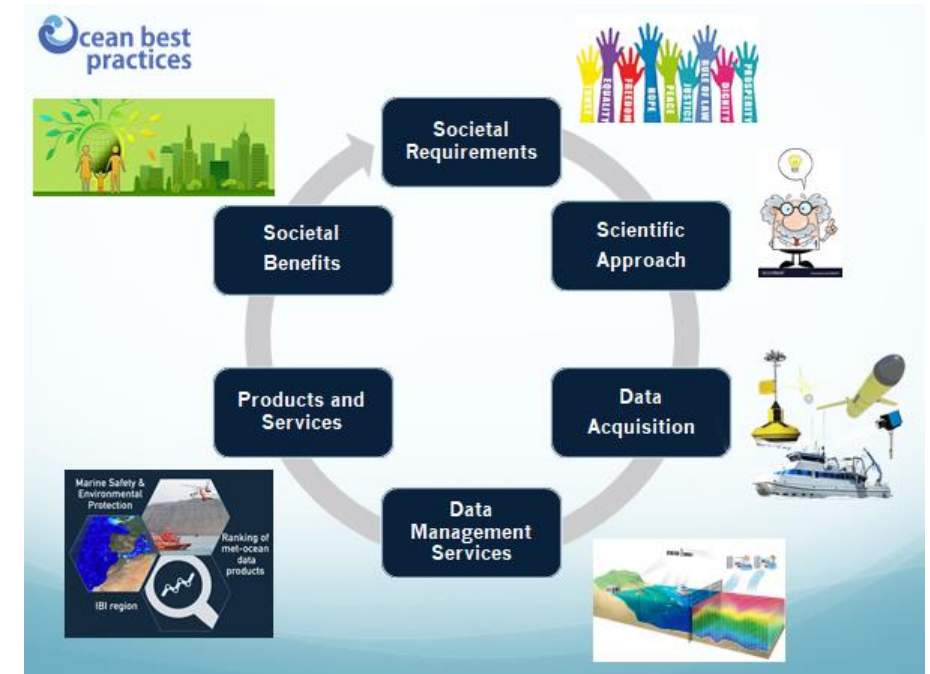 Ocean best
practices
TRUST EQUALITY FREEDOM HOPE PEACE JUSTICE RULE OF LAW DIGNITY PROSPERITY
Societal
Requirements
Societal
Benefits
Scientific
Approach
Products and
Services
Data
Acquisition
Data
Management
Services
Marine Safety &
Environmental
Protection
Ranking of
met-ocean
data
products
IBI region